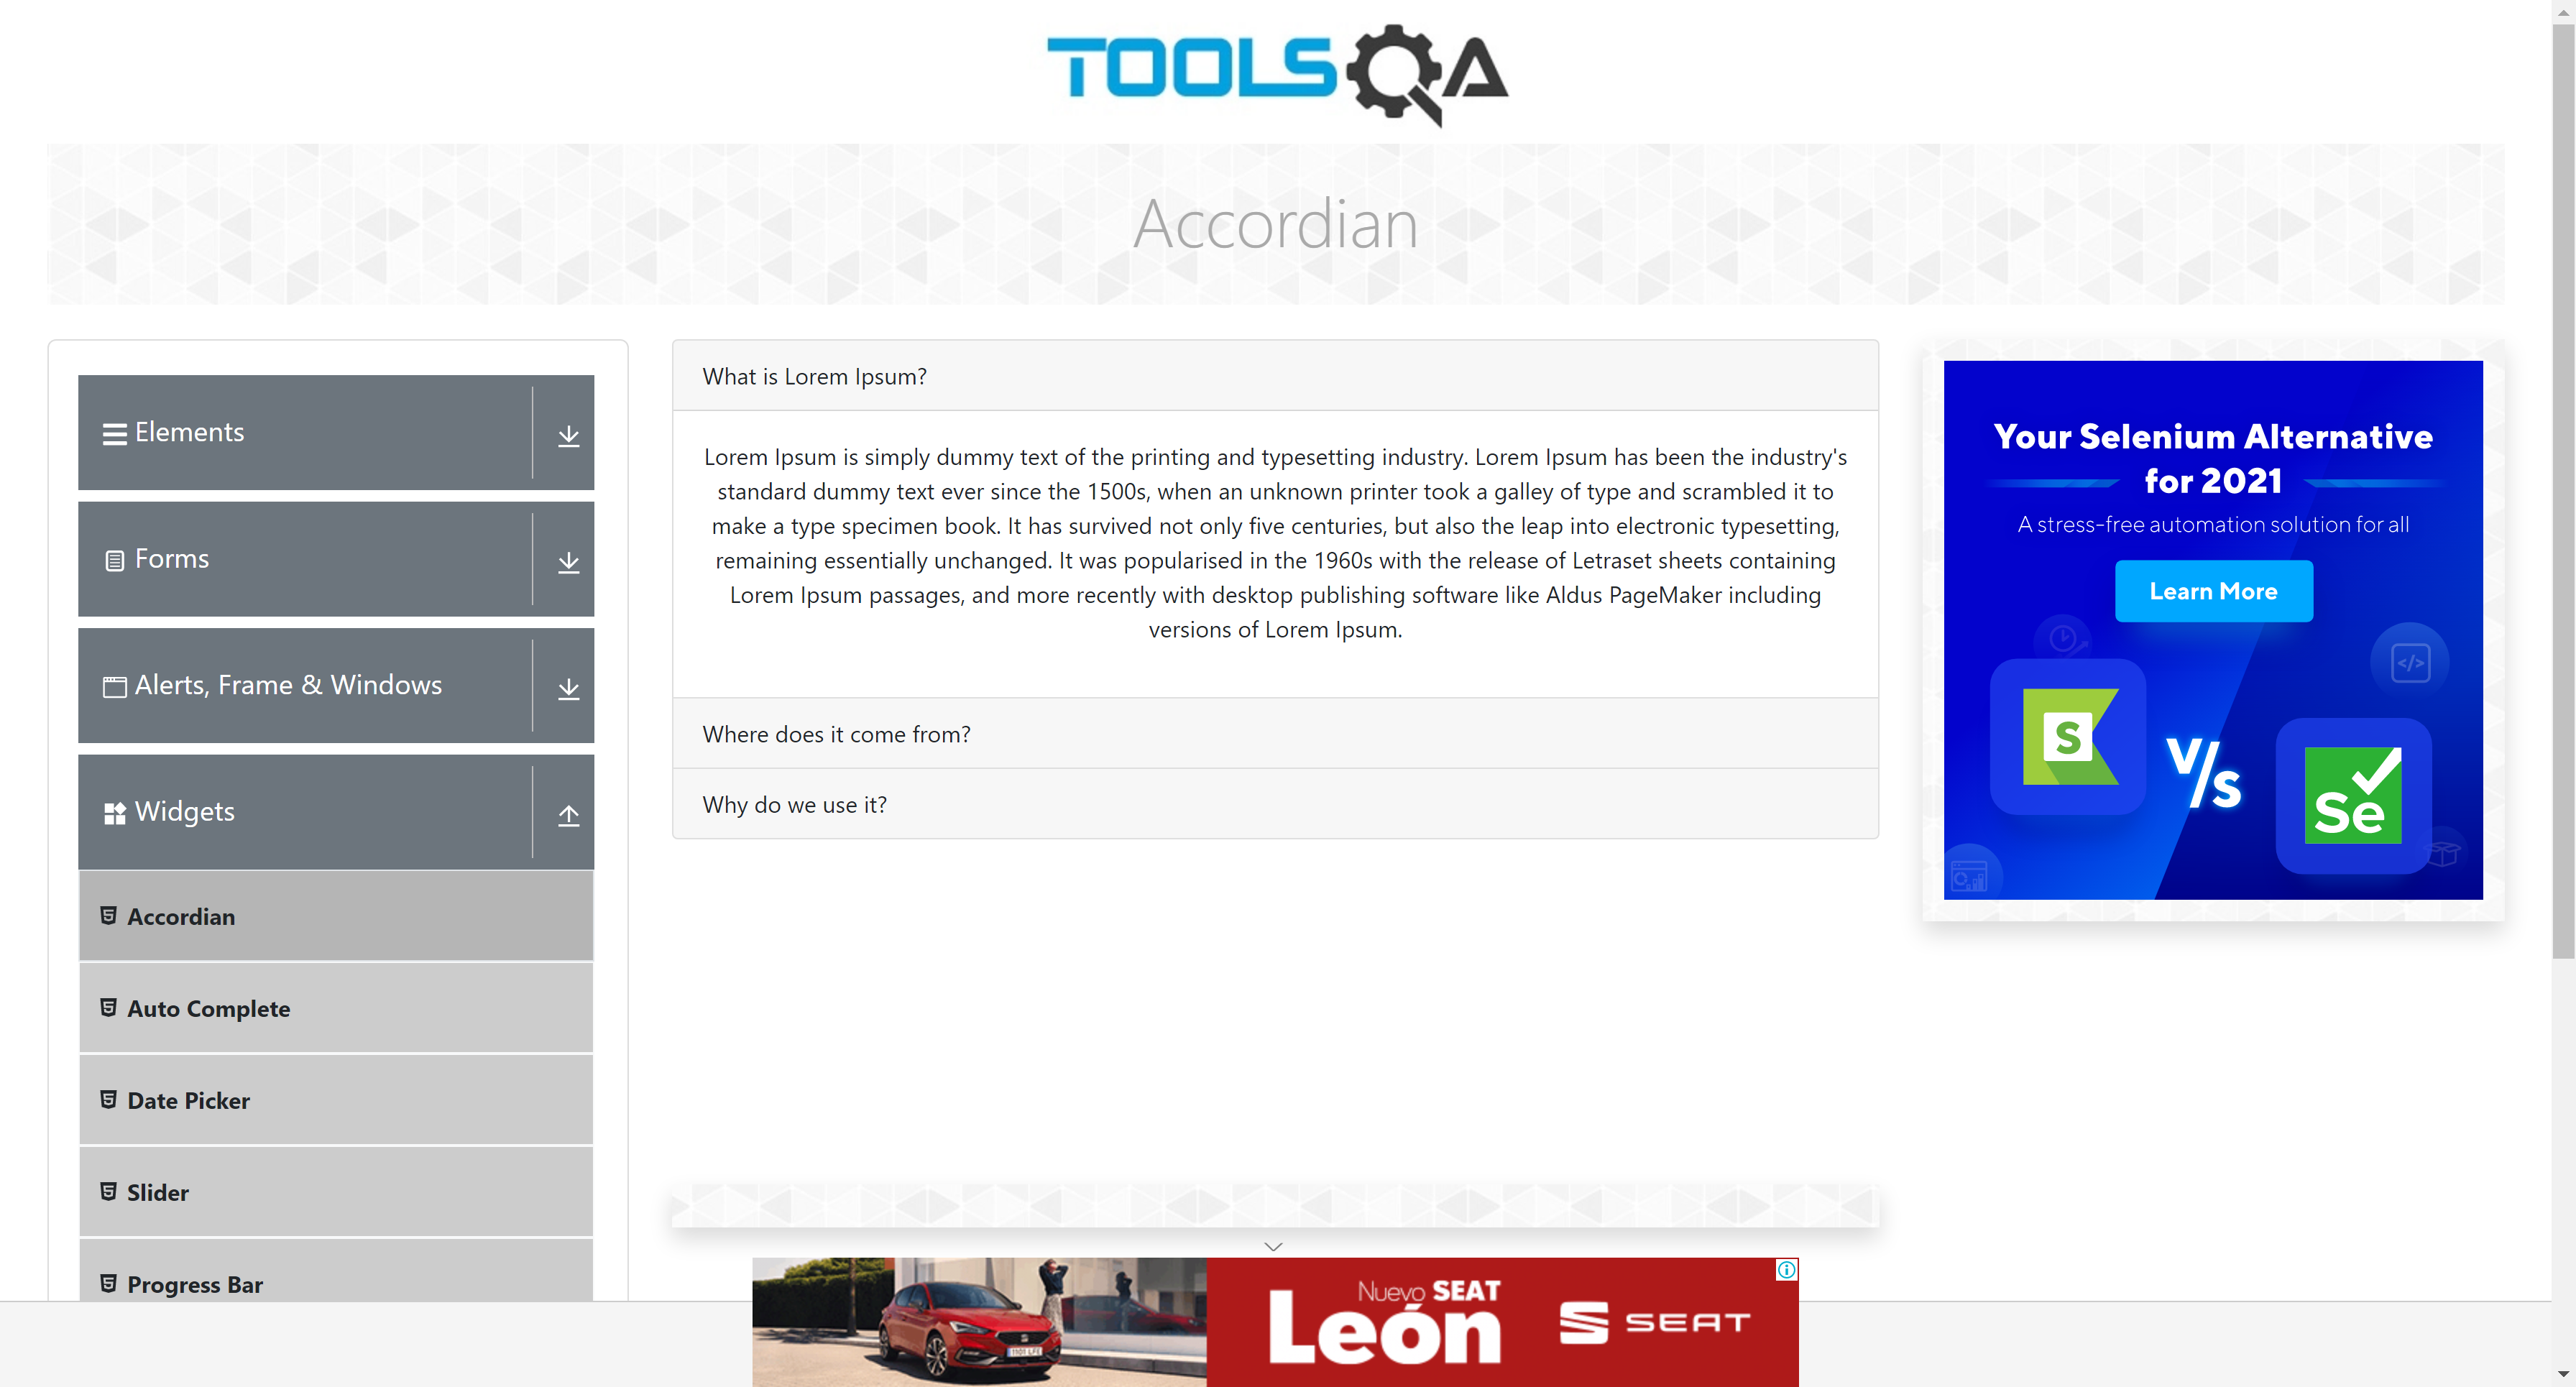 TOOLSQA
Accordian
Elements
Forms
Alerts, Frame & Windows
Widgets
Accordian
Auto Complete
Date Picker
Slider
Progress Bar
What is Lorem Ipsum?
Lorem Ipsum is simply dummy text of the printing and typesetting industry. Lorem Ipsum has been the industry's
standard dummy text ever since the 1500s, when an unknown printer took a galley of type and scrambled it to
make a type specimen book. It has survived not only five centuries, but also the leap into electronic typesetting,
remaining essentially unchanged. It was popularised in the 1960s with the release of Letraset sheets containing
Lorem Ipsum passages, and more recently with desktop publishing software like Aldus PageMaker including
versions of Lorem Ipsum.
Where does it come from?
Why do we use it?
Your Selenium Alternative
for 2021
A stress-free automation solution for all
Learn More
</>
S
V/S
Se
Nuevo SEAT
León
SEAT